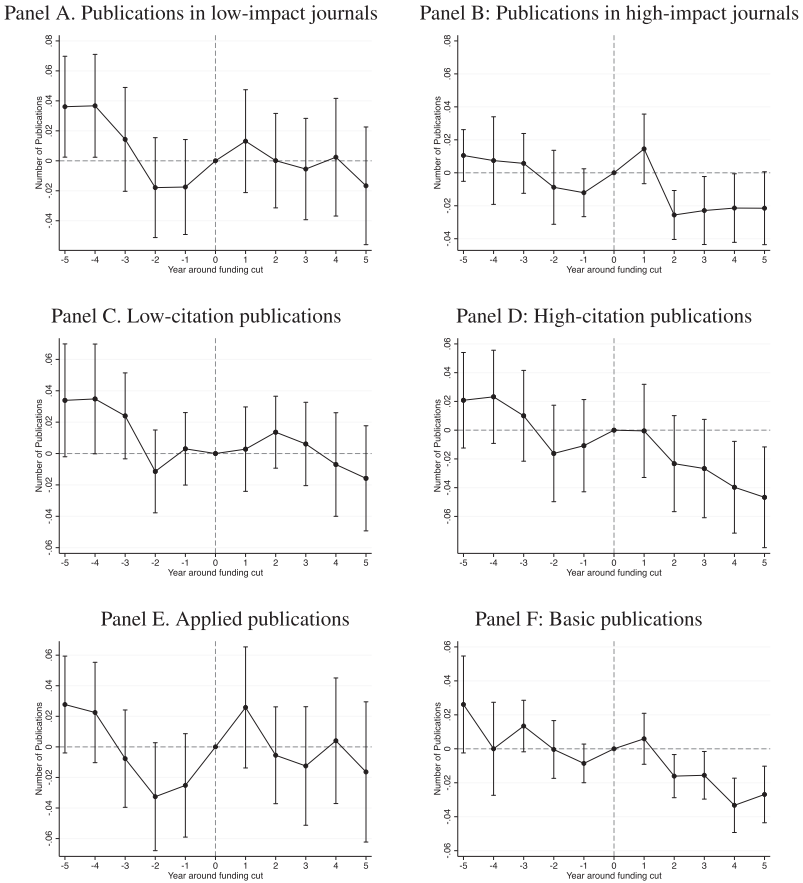 Panel A. Publications in low-impact journals
Number of Publications
.08
.06
.04
.02
0
-.02
-.04
-5 -4 -3 -2 -1 0 1 2 3 4 5
Year around funding cut
Panel B: Publications in high-impact journals
Number of Publications
.08
.06
.04
.02
0
-.02
-.04
-5 -4 -3 -2 -1 0 1 2 3 4 5
Year around funding cut
Panel C. Low-citation publications
Number of Publications
.06
.04
.02
0
-.02
-.04
-.06
-5 -4 -3 -2 -1 0 1 2 3 4 5
Year around funding cut
Panel D: High-citation publications
Number of Publications
.06
.04
.02
0
-.02
-.04
-.06
-5 -4 -3 -2 -1 0 1 2 3 4 5
Year around funding cut
Panel E. Applied publications
Number of Publications
.06
.04
.02
0
-.02
-.04
-.06
-5 -4 -3 -2 -1 0 1 2 3 4 5
Year around funding cut
Panel F: Basic publications
Number of Publications
.06
.04
.02
0
-.02
-.04
-.06
-5 -4 -3 -2 -1 0 1 2 3 4 5
Year around funding cut